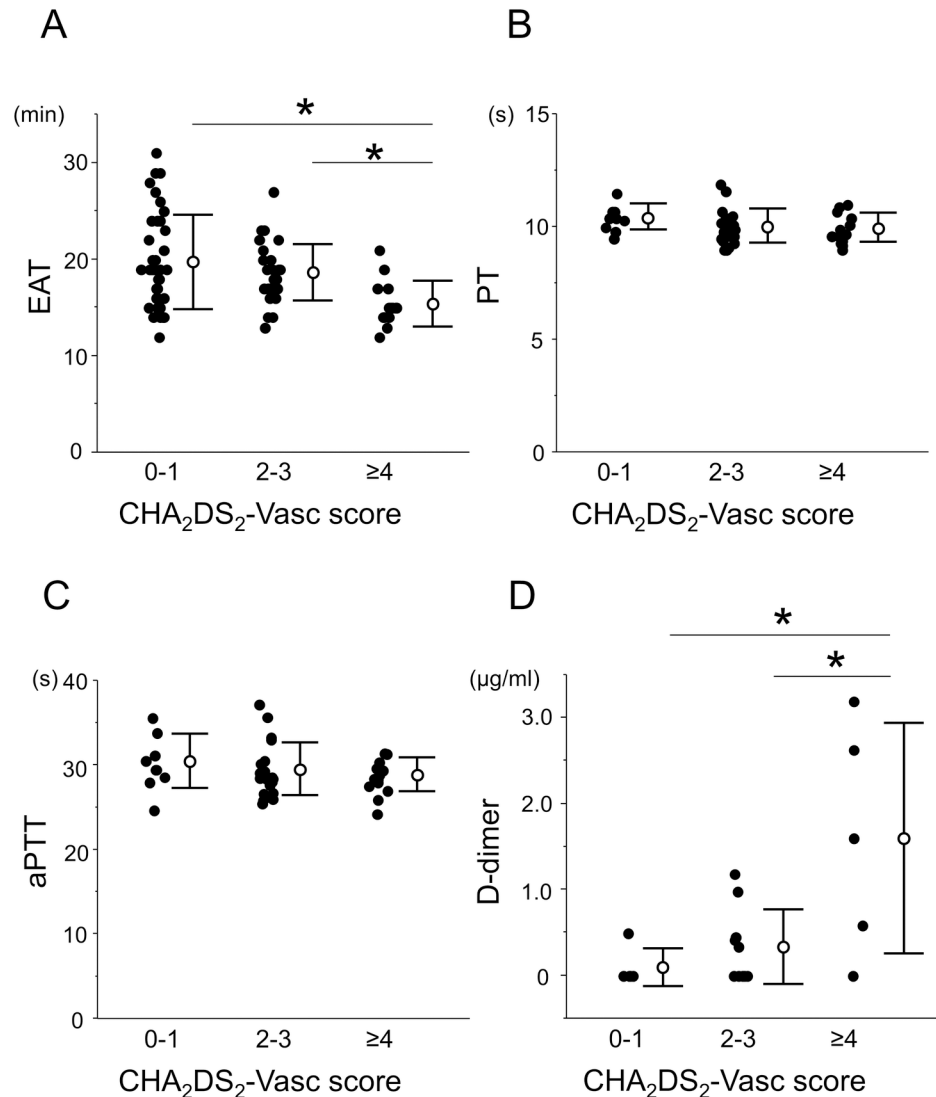 A
(min)
*
*
30
20
10
0
EAT
0-1 2-3 ≥4
CHA₂DS₂-Vasc score
B
(s)
15
10
5
0
PT
0-1 2-3 ≥4
CHA₂DS₂-Vasc score
C
(s)
40
30
20
10
0
aPTT
0-1 2-3 ≥4
CHA₂DS₂-Vasc score
D
*
*
(µg/ml)
3.0
2.0
1.0
0
D-dimer
0-1 2-3 ≥4
CHA₂DS₂-Vasc score